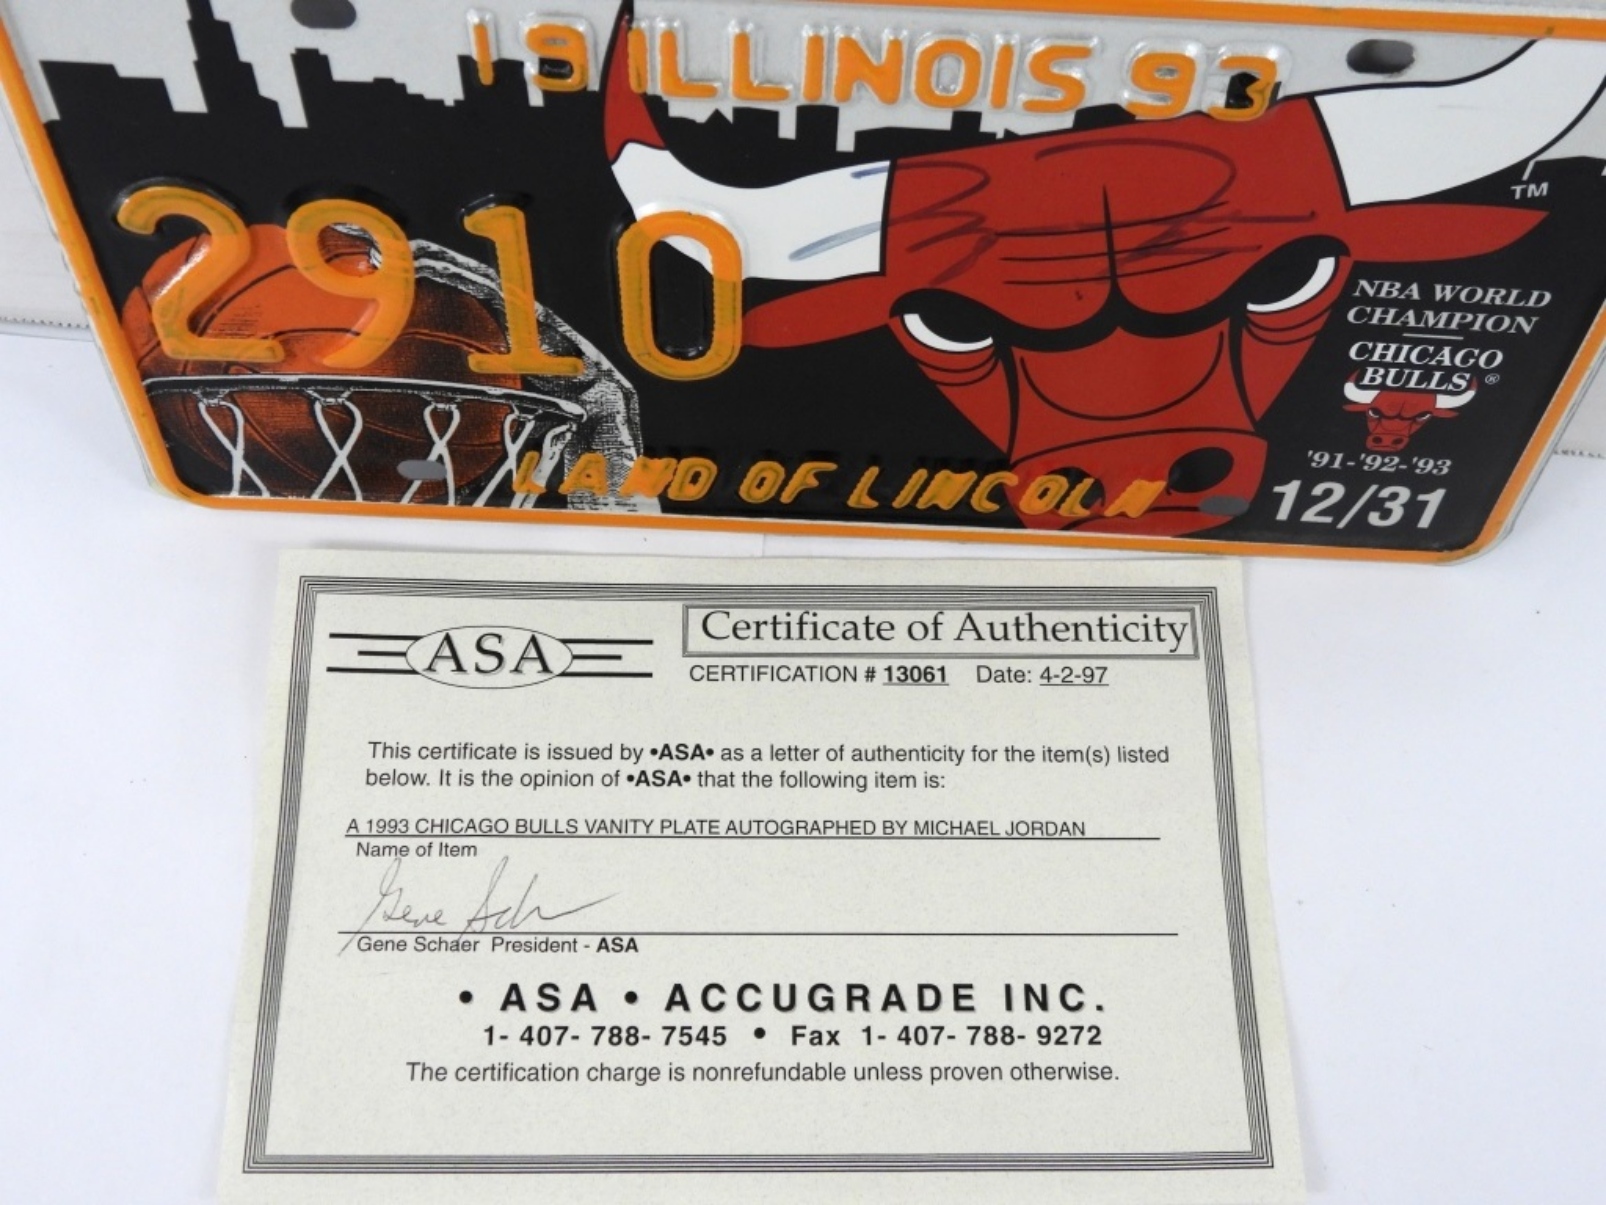 19 ILLINOIS 93
2910
TM
NBA WORLD
CHAMPION
CHICAGO
BULLS ®
'91-'92-'93
LAND OF LINCOLN
12/31
ASA
Certificate of Authenticity
CERTIFICATION # 13061 Date: 4-2-97
This certificate is issued by •ASA• as a letter of authenticity for the item(s) listed
below. It is the opinion of •ASA• that the following item is:
A 1993 CHICAGO BULLS VANITY PLATE AUTOGRAPHED BY MICHAEL JORDAN
Name of Item
Gene Schaer President - ASA
• ASA • ACCUGRADE INC.
1- 407- 788- 7545 • Fax 1- 407- 788- 9272
The certification charge is nonrefundable unless proven otherwise.